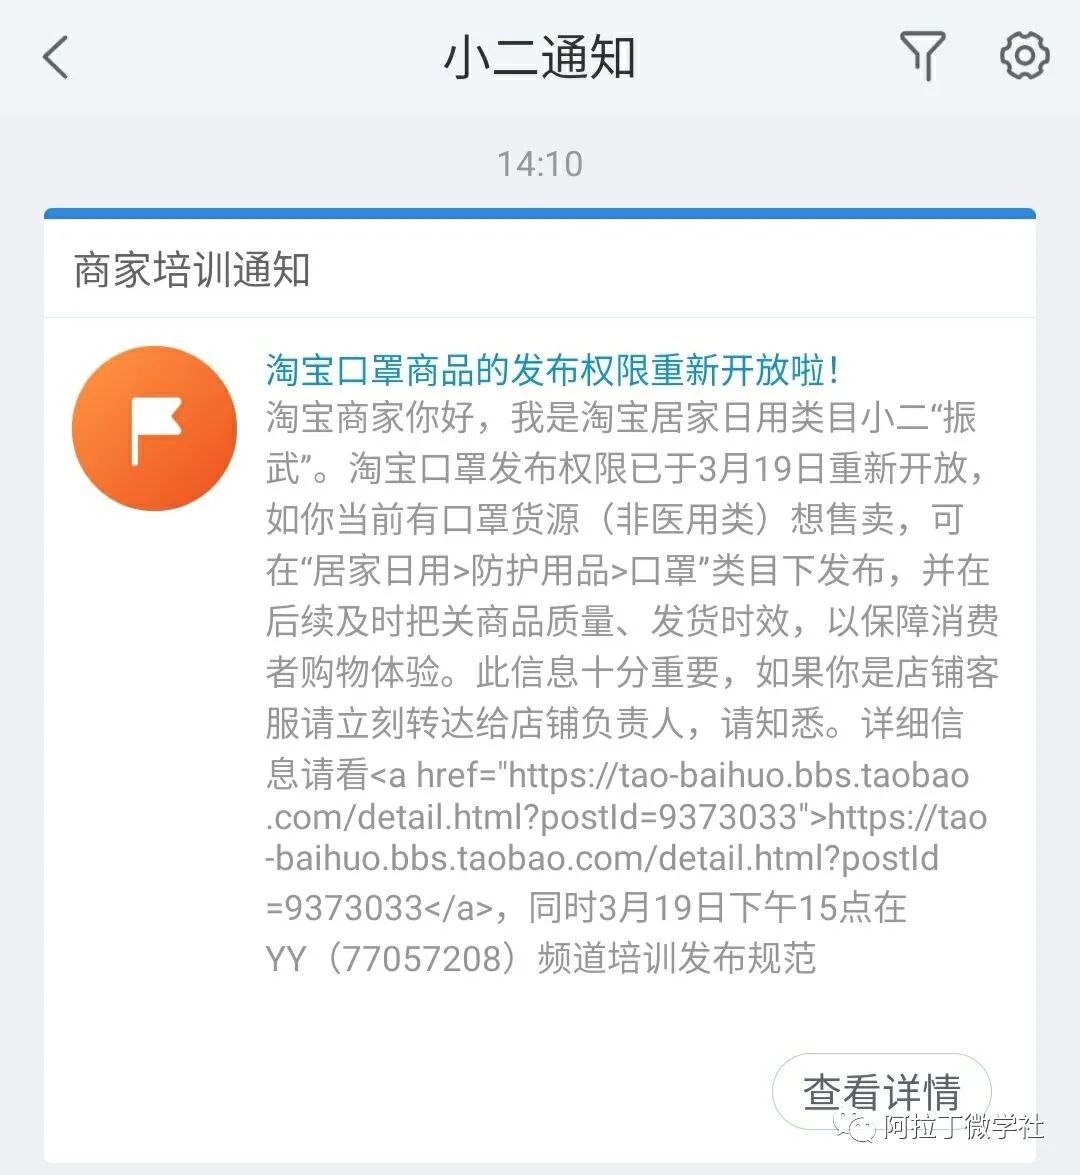 小二通知
14:10
商家培训通知
淘宝口罩商品的发布权限重新开放啦！
淘宝商家你好，我是淘宝居家日用类目小二“振
武”。淘宝口罩发布权限已于3月19日重新开放，
如你当前有口罩货源（非医用类）想售卖，可
在“居家日用>防护用品>口罩”类目下发布，并在
后续及时把关商品质量、发货时效，以保障消费
者购物体验。此信息十分重要，如果你是店铺客
服请立刻转达给店铺负责人，请知悉。详细信
息请看<a href="https://tao-baihuo.bbs.taobao
.com/detail.html?postId=9373033">https://tao
-baihuo.bbs.taobao.com/detail.html?postId
=9373033</a>，同时3月19日下午15点在
YY（77057208）频道培训发布规范
查看详情
阿拉丁微学社